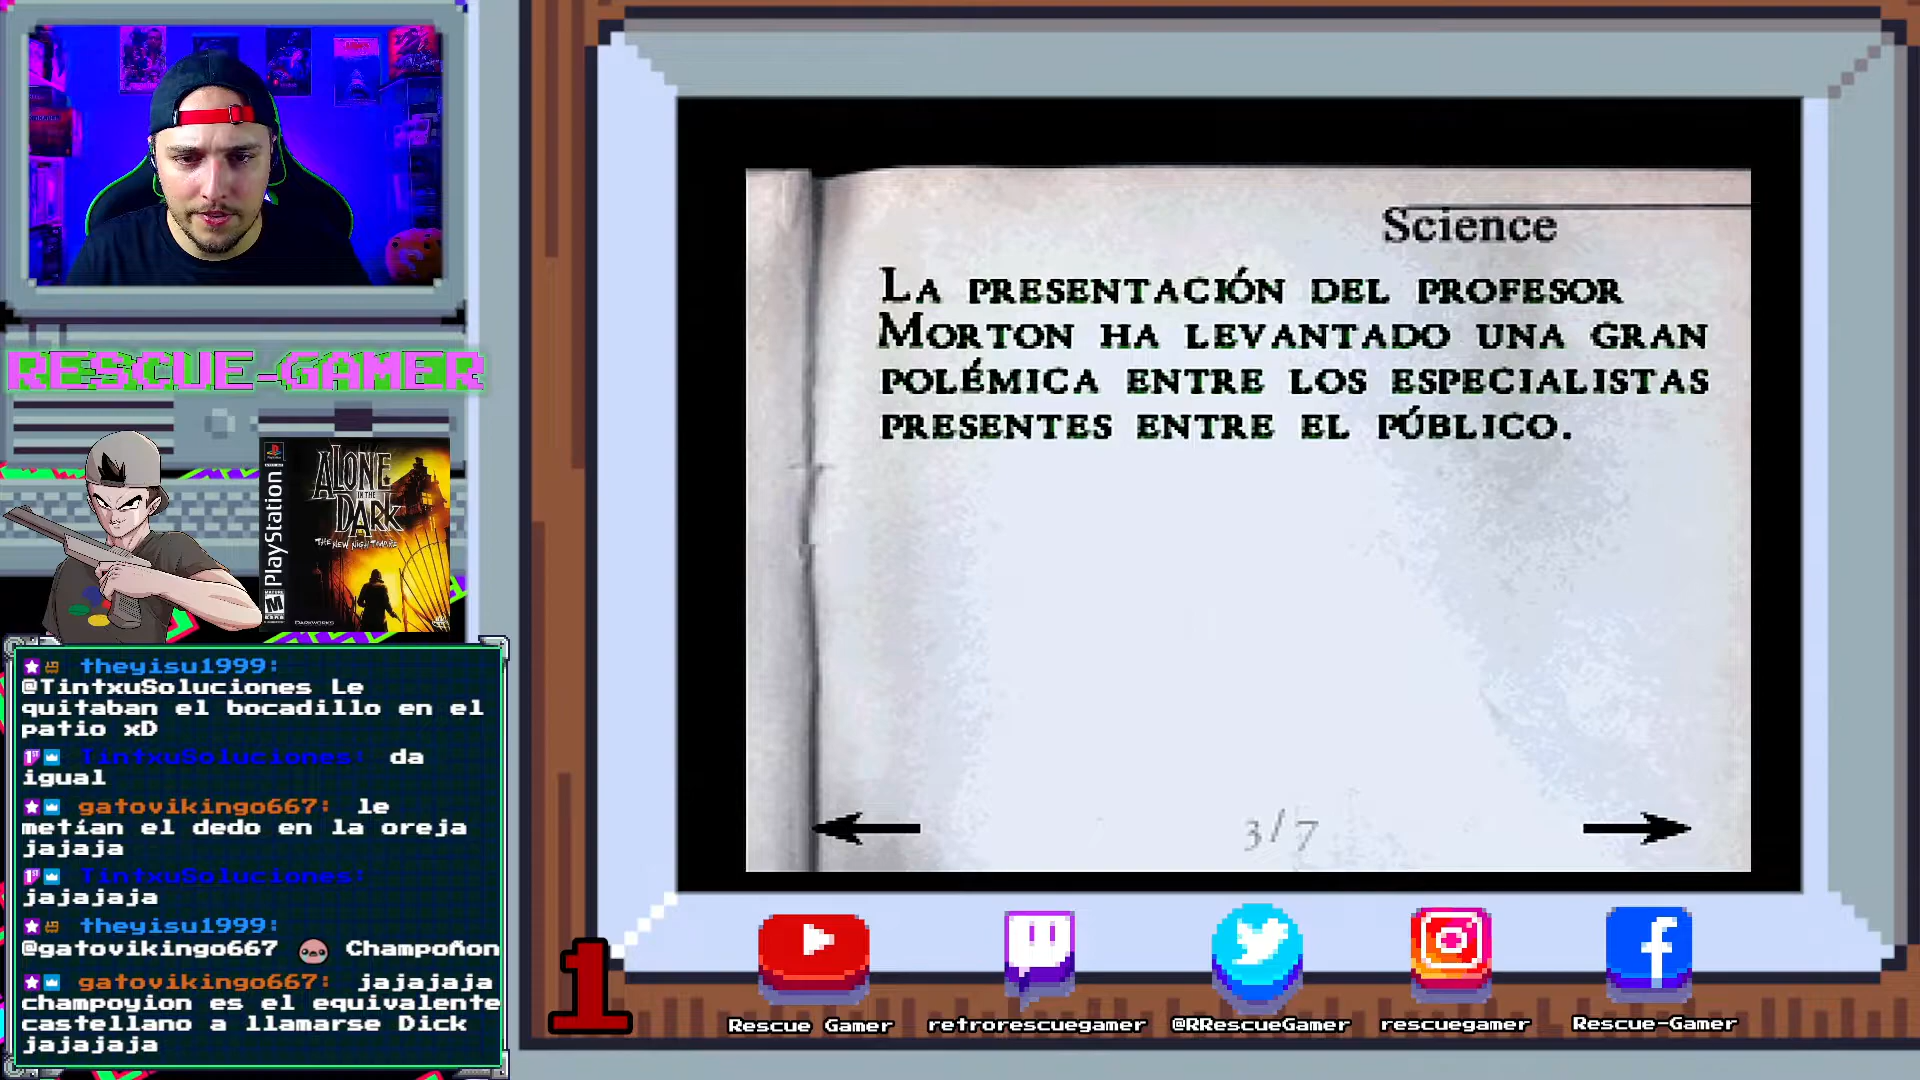 RESCUE-GAMER
PlayStation
ALONE
IN THE
DARK
THE NEW NIGHTMARE
MATURE
M
DARKWORKS
theyisu1999:
@TintxuSoluciones Le
quitaban el bocadillo en el
patio xD
TintxuSoluciones: da
igual
gatovikingo667: le
metían el dedo en la oreja
jajaja
TintxuSoluciones:
jajajaja
theyisu1999:
@gatovikingo667 Champoñon
gatovikingo667: jajajaja
champoyion es el equivalente
castellano a llamarse Dick
jajajaja
Science
LA PRESENTACIÓN DEL PROFESOR
MORTON HA LEVANTADO UNA GRAN
POLÉMICA ENTRE LOS ESPECIALISTAS
PRESENTES ENTRE EL PÚBLICO.
3/7
1
Rescue Gamer
retrorescuegamer
@RRescueGamer
rescuegamer
Rescue-Gamer